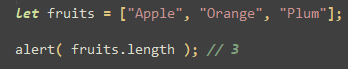 let fruits = ["Apple", "Orange", "Plum"];
alert( fruits.length ); // 3